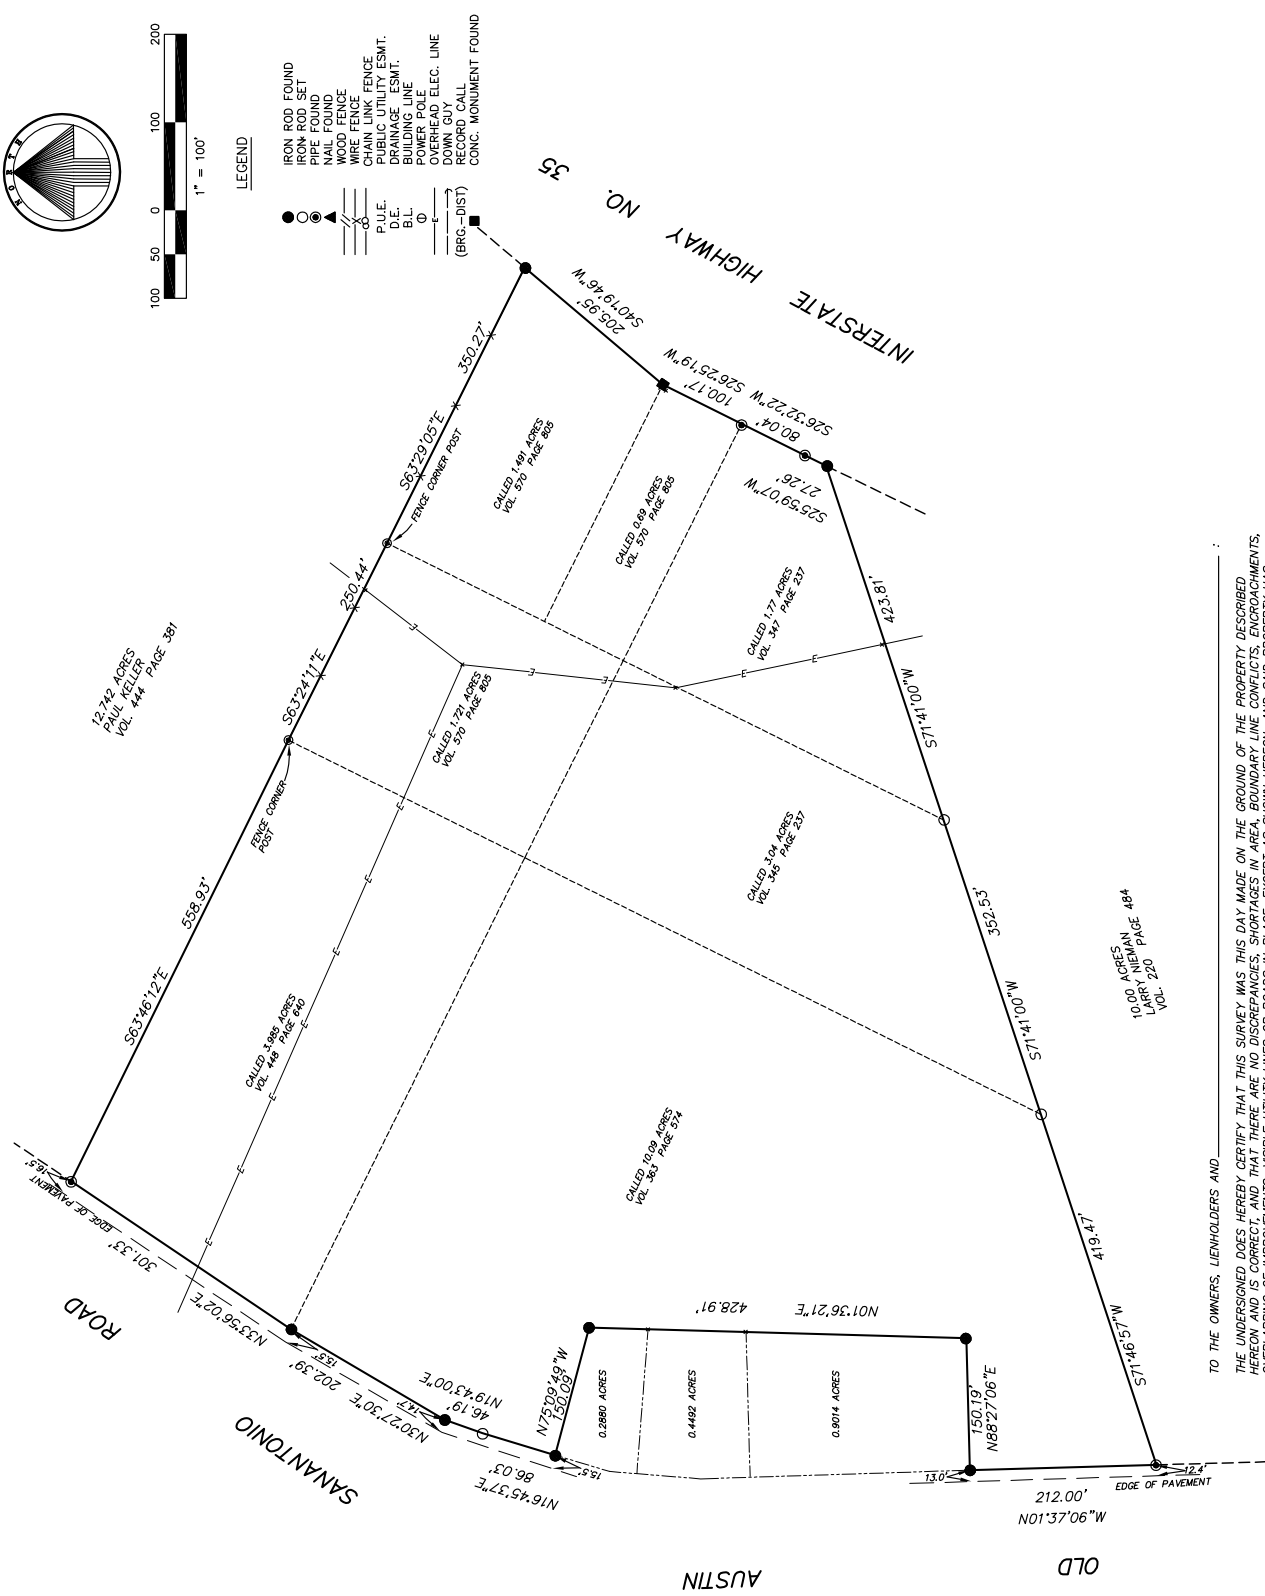 NORTH
100 50 0 100 200
1" = 100'
LEGEND
IRON ROD FOUND
IRON ROD SET
PIPE FOUND
NAIL FOUND
WOOD FENCE
WIRE FENCE
CHAIN LINK FENCE
P.U.E. PUBLIC UTILITY ESMT.
D.E. DRAINAGE ESMT.
B.L. BUILDING LINE
POWER POLE
E OVERHEAD ELEC. LINE
DOWN GUY
(BRG.-DIST) RECORD CALL
CONC. MONUMENT FOUND
INTERSTATE HIGHWAY NO. 35
12.742 ACRES
PAUL KELLER
VOL. 444 PAGE 381
S63°46'12"E 558.93'
S63°24'11"E 250.44'
S63°29'05"E 350.27'
FENCE CORNER
POST
FENCE CORNER POST
S40°19'46"W
205.95'
S26°25'19"W
100.17'
S26°32'22"W
80.04'
S25°59'07"W
27.26'
CALLED 1.491 ACRES
VOL. 570 PAGE 805
CALLED 0.69 ACRES
VOL. 570 PAGE 805
CALLED 1.77 ACRES
VOL. 347 PAGE 237
CALLED 1.721 ACRES
VOL. 570 PAGE 805
CALLED 3.04 ACRES
VOL. 345 PAGE 237
CALLED 3.985 ACRES
VOL. 448 PAGE 640
CALLED 10.09 ACRES
VOL. 363 PAGE 574
S71°41'00"W 423.81'
S71°41'00"W 352.53'
S71°46'57"W 419.47'
10.00 ACRES
LARRY NIEMAN
VOL. 220 PAGE 484
16.5'
EDGE OF PAVEMENT
301.33'
N33°56'02"E
15.5'
202.39'
N30°27'30"E
14.7'
N19°43'00"E
46.19'
86.03'
N16°45'37"E
15.5'
N75°09'49"W
150.09'
N01°36'21"E 428.91'
0.2880 ACRES
0.4492 ACRES
0.9014 ACRES
150.19'
N88°27'06"E
13.0'
12.4'
EDGE OF PAVEMENT
212.00'
N01°37'06"W
OLD AUSTIN SANANTONIO ROAD
TO THE OWNERS, LIENHOLDERS AND :
THE UNDERSIGNED DOES HEREBY CERTIFY THAT THIS SURVEY WAS THIS DAY MADE ON THE GROUND OF THE PROPERTY DESCRIBED
HEREON AND IS CORRECT, AND THAT THERE ARE NO DISCREPANCIES, SHORTAGES IN AREA, BOUNDARY LINE CONFLICTS, ENCROACHMENTS,